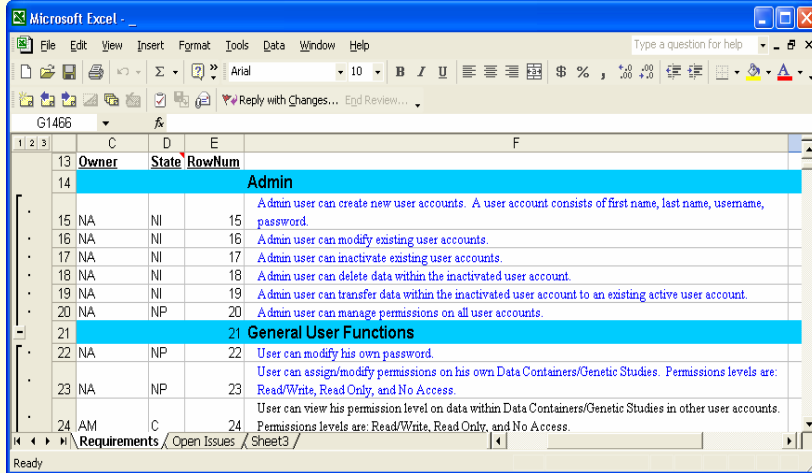 Microsoft Excel - _
File Edit View Insert Format Tools Data Window Help Type a question for help
Arial 10 B I U $ % ,
Reply with Changes... End Review...
G1466 fx
1 2 3 C D E F
13 Owner State RowNum
14 Admin
Admin user can create new user accounts. A user account consists of first name, last name, username,
15 NA NI 15 password.
16 NA NI 16 Admin user can modify existing user accounts.
17 NA NI 17 Admin user can inactivate existing user accounts.
18 NA NI 18 Admin user can delete data within the inactivated user account.
19 NA NI 19 Admin user can transfer data within the inactivated user account to an existing active user account.
20 NA NP 20 Admin user can manage permissions on all user accounts.
21 21 General User Functions
22 NA NP 22 User can modify his own password.
User can assign/modify permissions on his own Data Containers/Genetic Studies. Permissions levels are:
23 NA NP 23 Read/Write, Read Only, and No Access.
User can view his permission level on data within Data Containers/Genetic Studies in other user accounts.
24 AM C 24 Permissions levels are: Read/Write, Read Only, and No Access.
Requirements / Open Issues / Sheet3 /
Ready